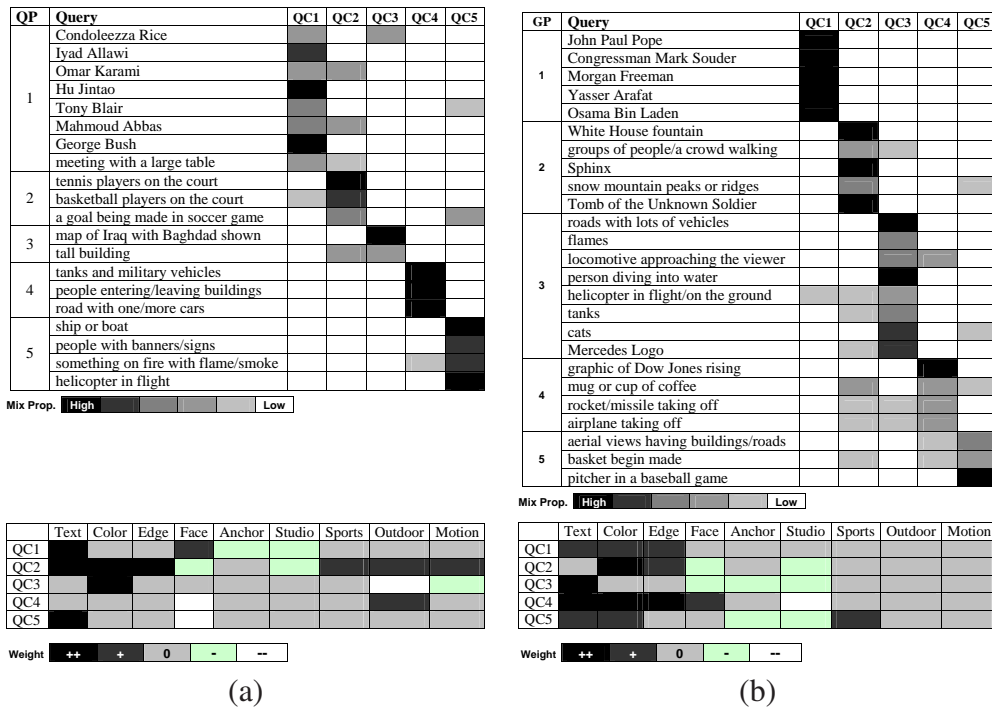 QP Query QC1 QC2 QC3 QC4 QC5
1
Condoleezza Rice
Iyad Allawi
Omar Karami
Hu Jintao
Tony Blair
Mahmoud Abbas
George Bush
meeting with a large table
2
tennis players on the court
basketball players on the court
a goal being made in soccer game
3
map of Iraq with Baghdad shown
tall building
4
tanks and military vehicles
people entering/leaving buildings
road with one/more cars
5
ship or boat
people with banners/signs
something on fire with flame/smoke
helicopter in flight
Mix Prop. High Low
Text Color Edge Face Anchor Studio Sports Outdoor Motion
QC1
QC2
QC3
QC4
QC5
Weight ++ + 0 - --
(a)
GP Query QC1 QC2 QC3 QC4 QC5
1
John Paul Pope
Congressman Mark Souder
Morgan Freeman
Yasser Arafat
Osama Bin Laden
2
White House fountain
groups of people/a crowd walking
Sphinx
snow mountain peaks or ridges
Tomb of the Unknown Soldier
3
roads with lots of vehicles
flames
locomotive approaching the viewer
person diving into water
helicopter in flight/on the ground
tanks
cats
Mercedes Logo
4
graphic of Dow Jones rising
mug or cup of coffee
rocket/missile taking off
airplane taking off
5
aerial views having buildings/roads
basket begin made
pitcher in a baseball game
Mix Prop. High Low
Text Color Edge Face Anchor Studio Sports Outdoor Motion
QC1
QC2
QC3
QC4
QC5
Weight ++ + 0 - --
(b)